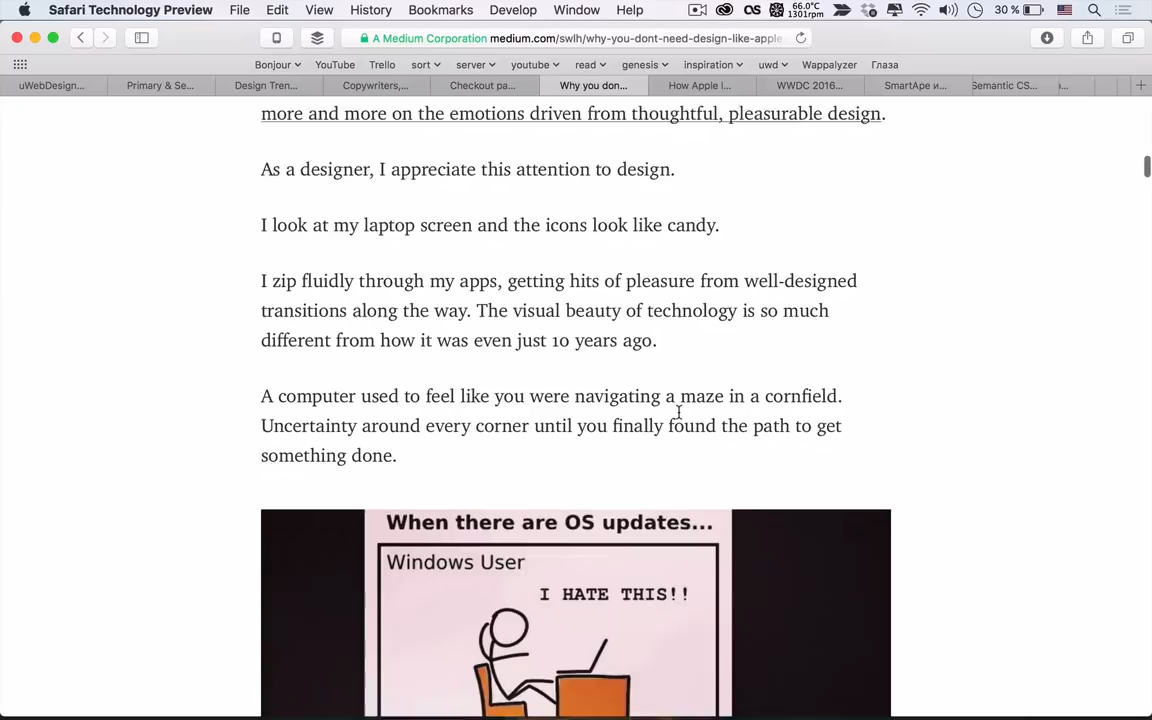 Safari Technology Preview File Edit View History Bookmarks Develop Window Help 66.0°C 1301rpm 30 %
A Medium Corporation medium.com/swlh/why-you-dont-need-design-like-apple
Bonjour YouTube Trello sort server youtube read genesis inspiration uwd Wappalyzer Глаза
uWebDesign... Primary & Se... Design Tren... Copywriters,... Checkout pa... Why you don... How Apple I... WWDC 2016... SmartApe и... Semantic CS...
more and more on the emotions driven from thoughtful, pleasurable design.
As a designer, I appreciate this attention to design.
I look at my laptop screen and the icons look like candy.
I zip fluidly through my apps, getting hits of pleasure from well-designed
transitions along the way. The visual beauty of technology is so much
different from how it was even just 10 years ago.
A computer used to feel like you were navigating a maze in a cornfield.
Uncertainty around every corner until you finally found the path to get
something done.
When there are OS updates...
Windows User
I HATE THIS!!